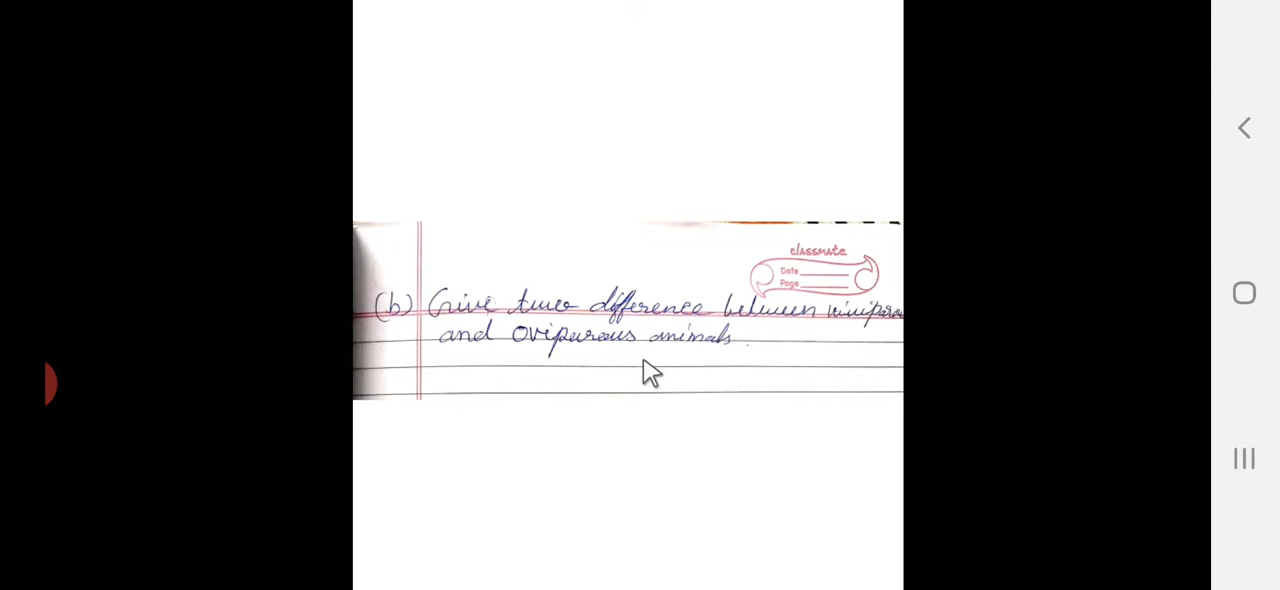 classmate
Date
Page
(b) Give two difference between
and oviparous animals.